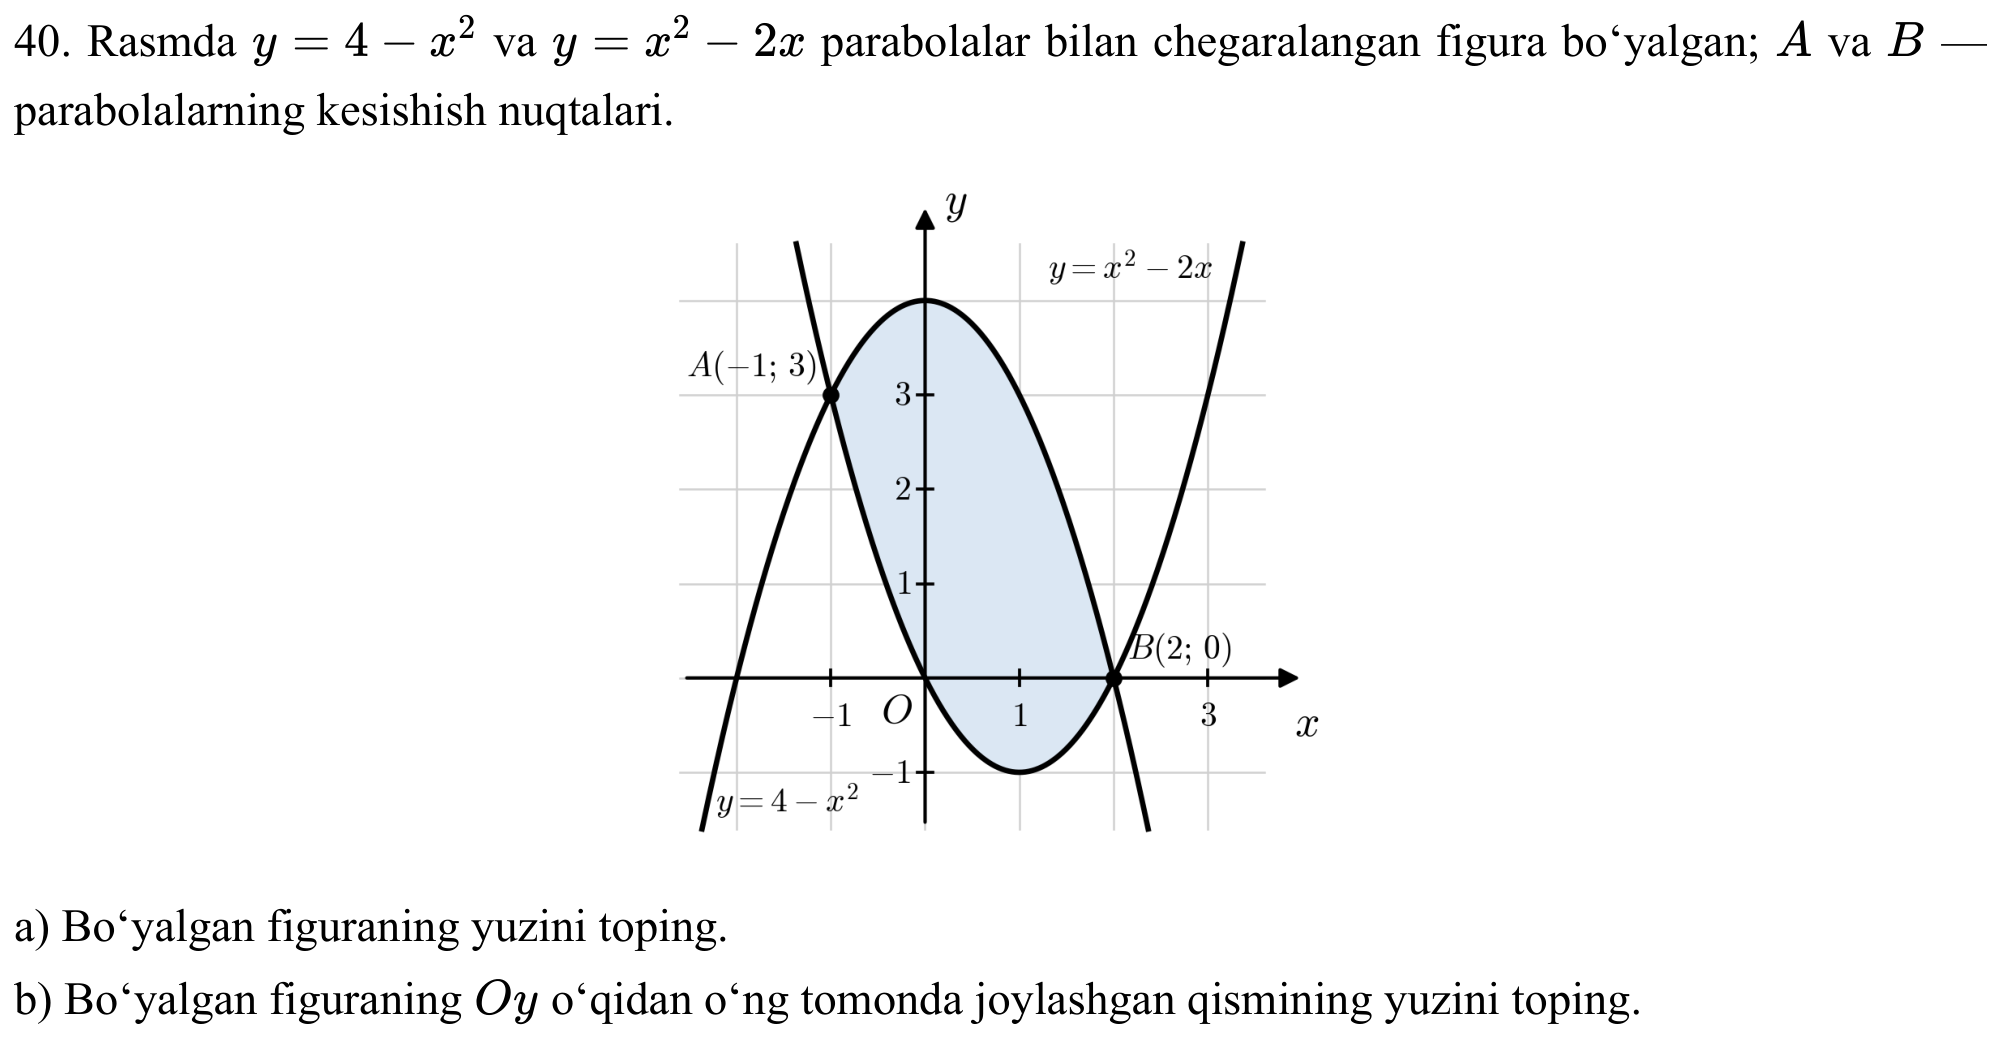 40. Rasmda y = 4 − x² va y = x² − 2x parabolalar bilan chegaralangan figura bo‘yalgan; A va B —
parabolalarning kesishish nuqtalari.
y
y = x² − 2x
A(−1; 3)
3
2
1
B(2; 0)
−1 O 1 3 x
−1
y = 4 − x²
a) Bo‘yalgan figuraning yuzini toping.
b) Bo‘yalgan figuraning Oy o‘qidan o‘ng tomonda joylashgan qismining yuzini toping.